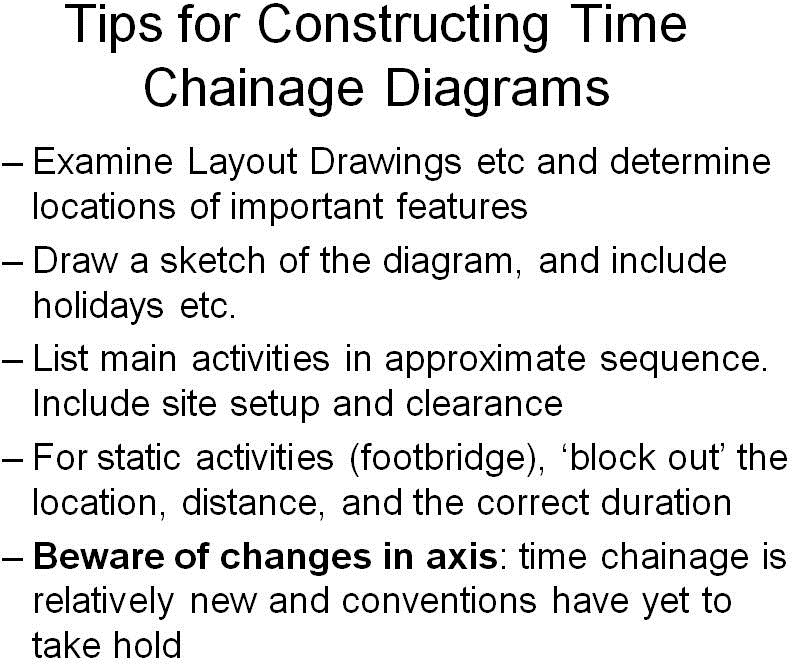 Tips for Constructing Time
Chainage Diagrams
– Examine Layout Drawings etc and determine
locations of important features
– Draw a sketch of the diagram, and include
holidays etc.
– List main activities in approximate sequence.
Include site setup and clearance
– For static activities (footbridge), ‘block out’ the
location, distance, and the correct duration
– Beware of changes in axis: time chainage is
relatively new and conventions have yet to
take hold